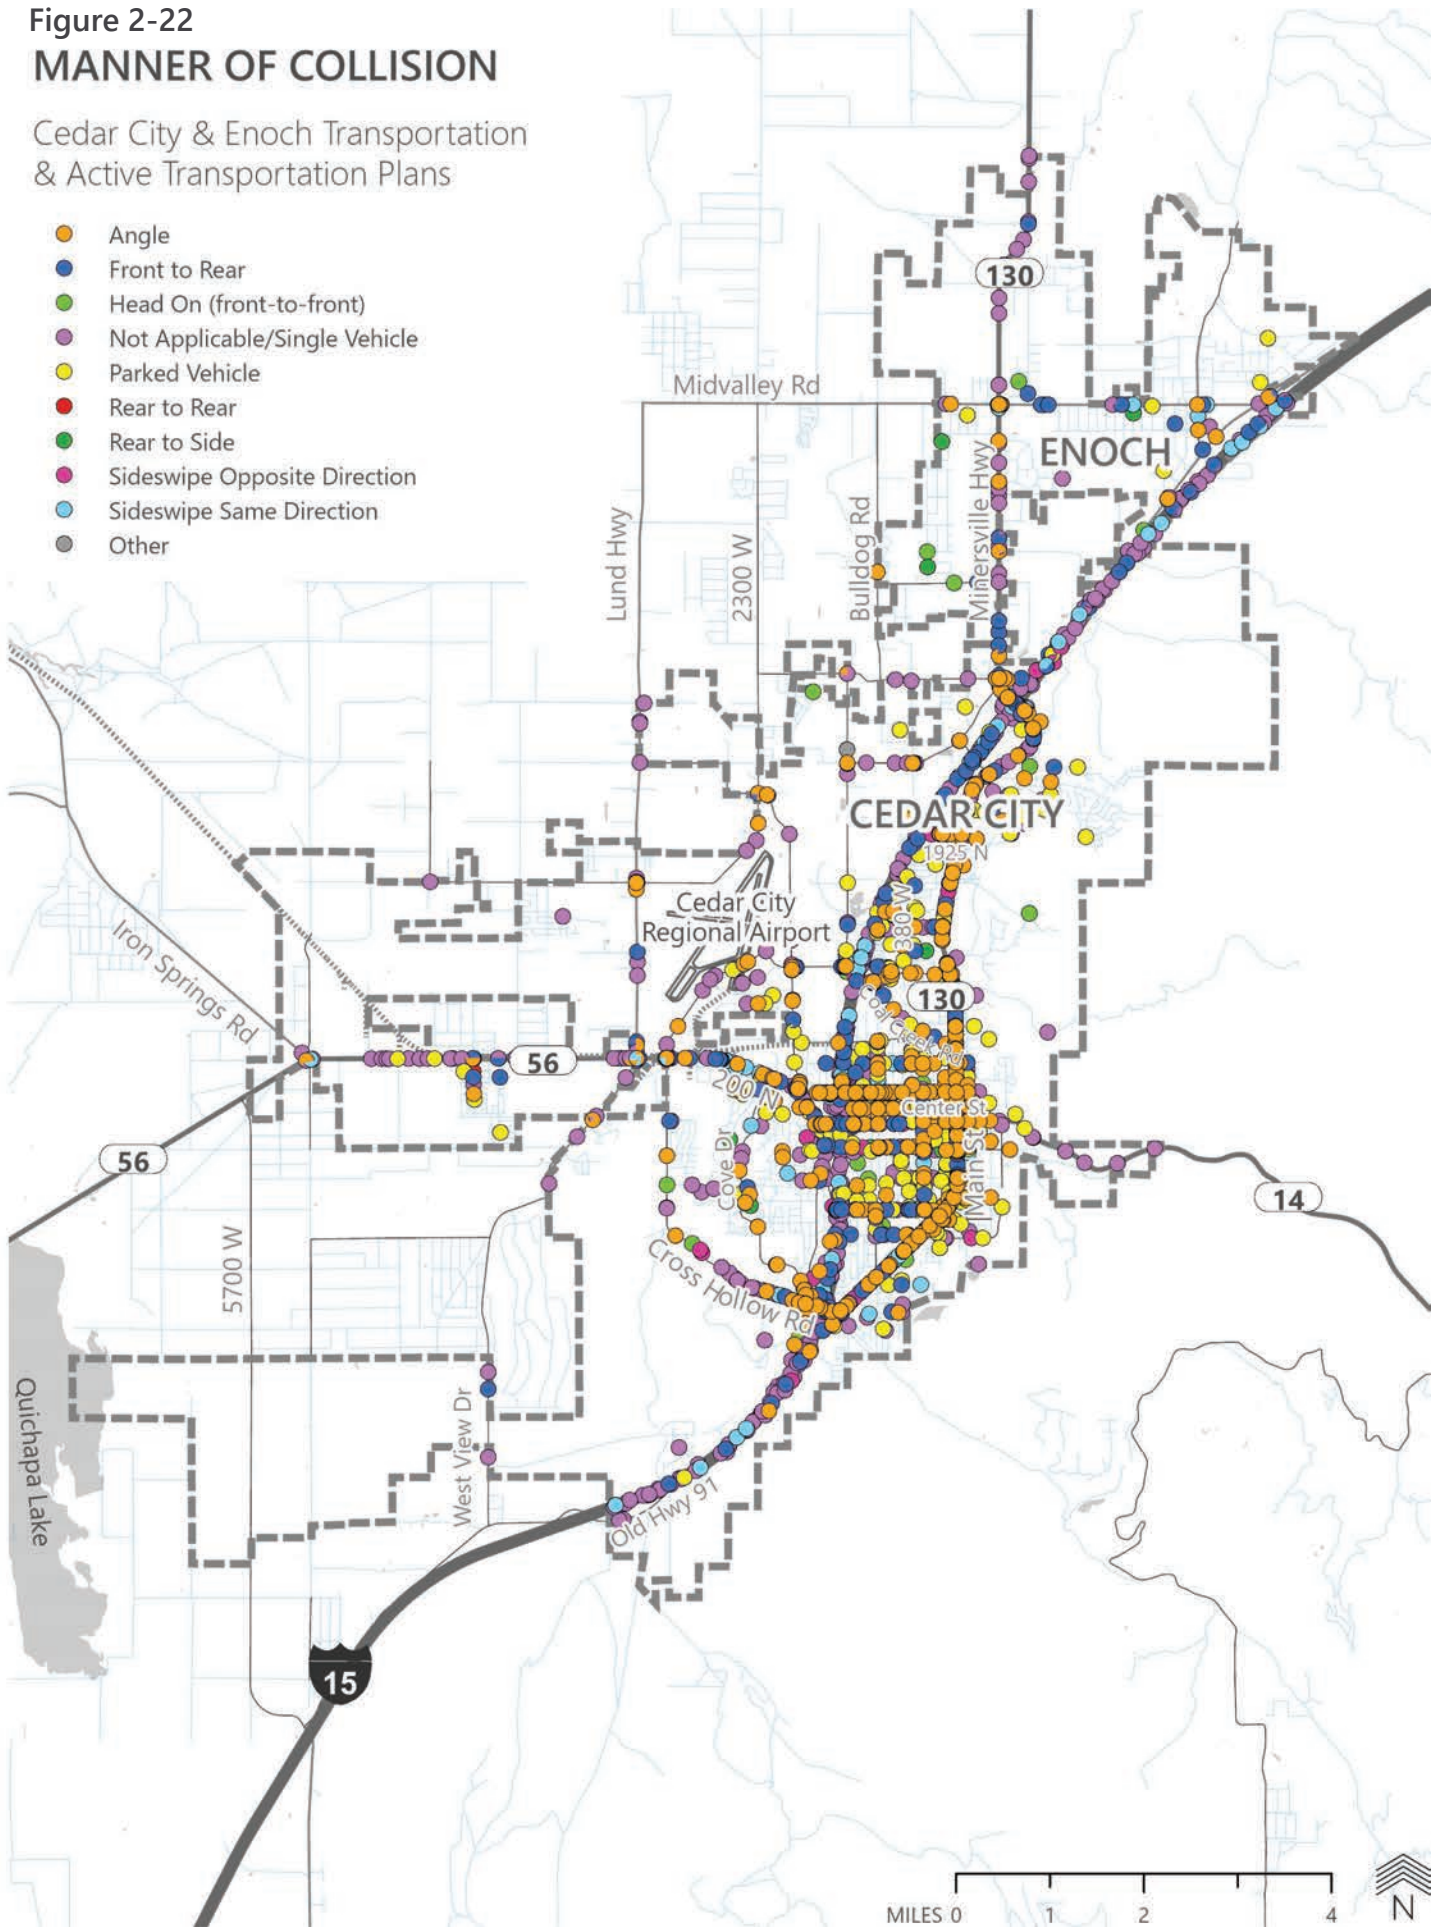 Figure 2-22
MANNER OF COLLISION
Cedar City & Enoch Transportation
& Active Transportation Plans
Angle
Front to Rear
Head On (front-to-front)
Not Applicable/Single Vehicle
Parked Vehicle
Rear to Rear
Rear to Side
Sideswipe Opposite Direction
Sideswipe Same Direction
Other
130
Midvalley Rd
ENOCH
Lund Hwy
2300 W
Bulldog Rd
Minersville Hwy
CEDAR CITY
1925 N
380 W
Cedar City
Regional Airport
Iron Springs Rd
130
Coal Creek Rd
56
200 N
Center St
56
Cove Dr
Main St
14
5700 W
Cross Hollow Rd
Quichapa Lake
West View Dr
Old Hwy 91
15
MILES 0 1 2 4
N